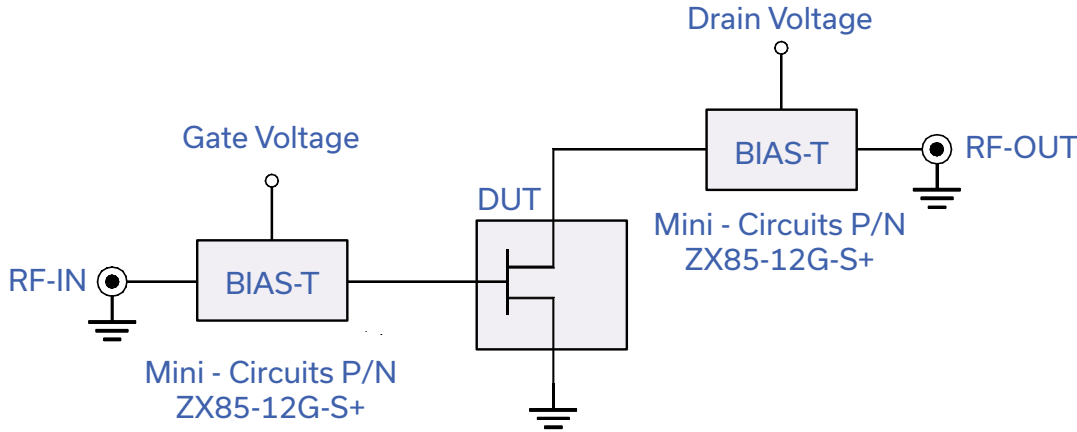 Drain Voltage
Gate Voltage
BIAS-T
RF-OUT
DUT
Mini - Circuits P/N
ZX85-12G-S+
RF-IN
BIAS-T
Mini - Circuits P/N
ZX85-12G-S+